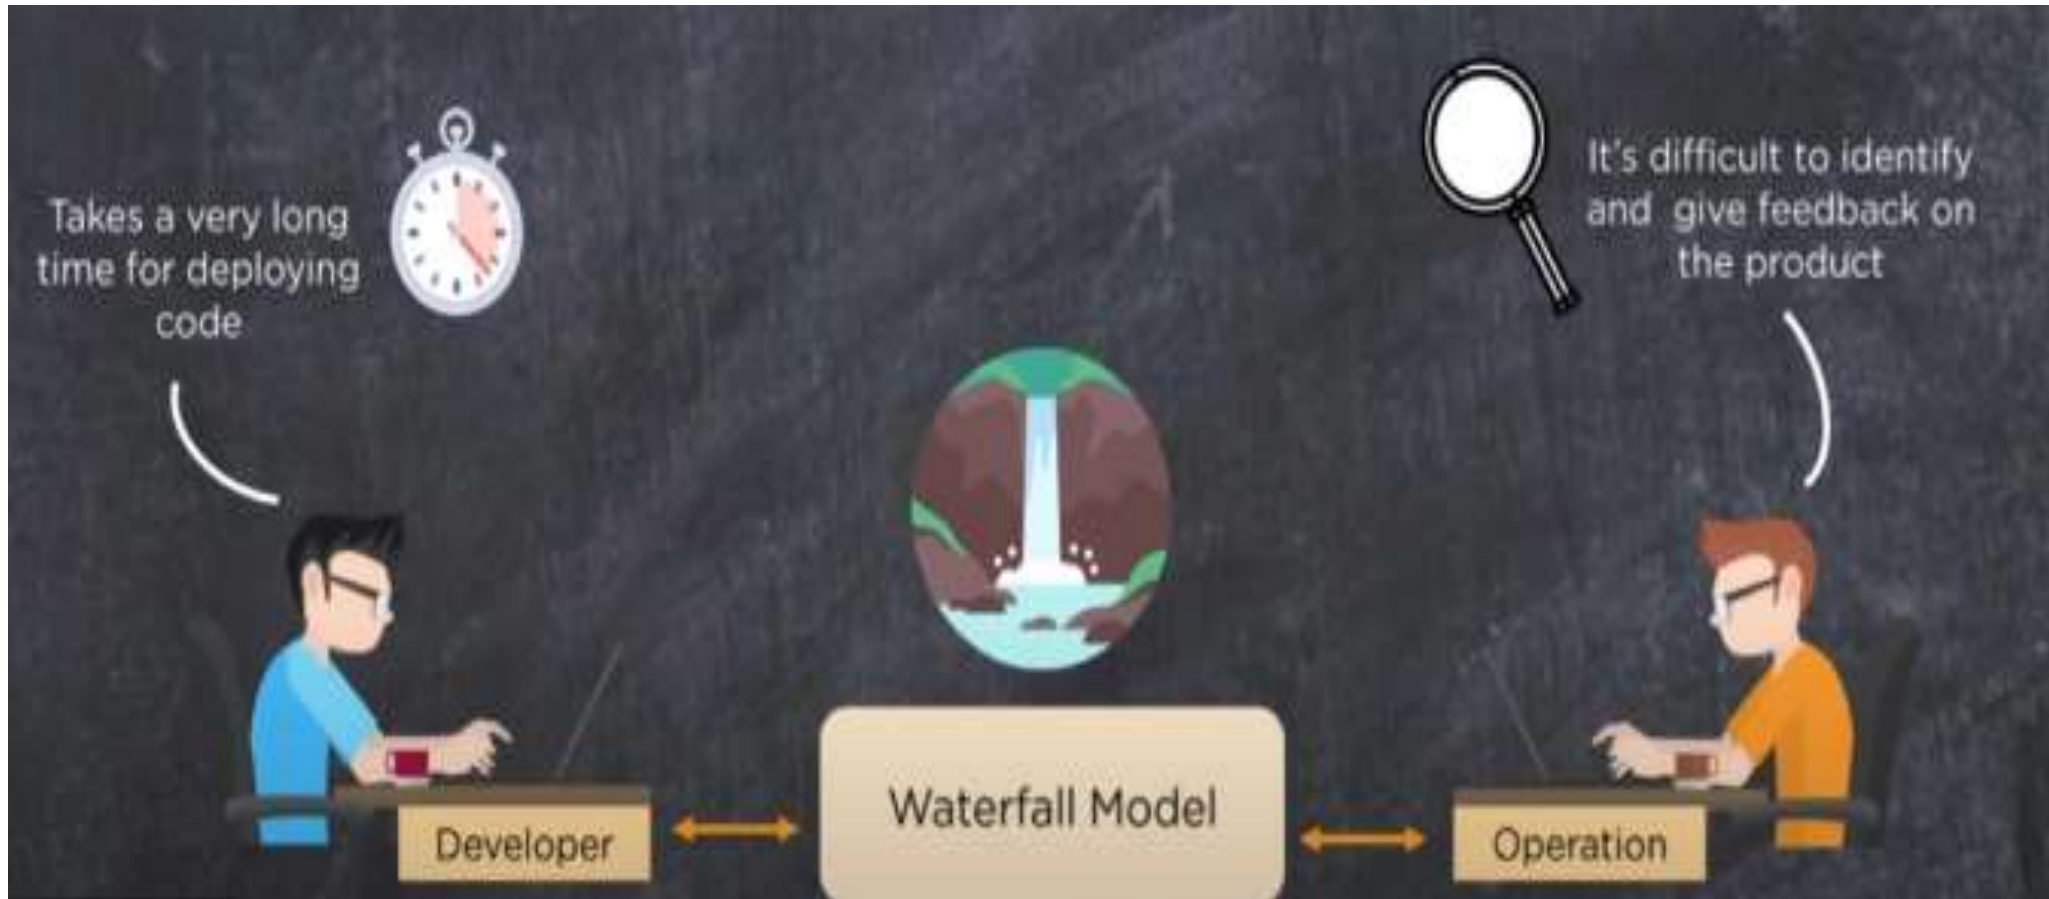 Takes a very long
time for deploying
code
It's difficult to identify
and give feedback on
the product
Waterfall Model
Developer
Operation